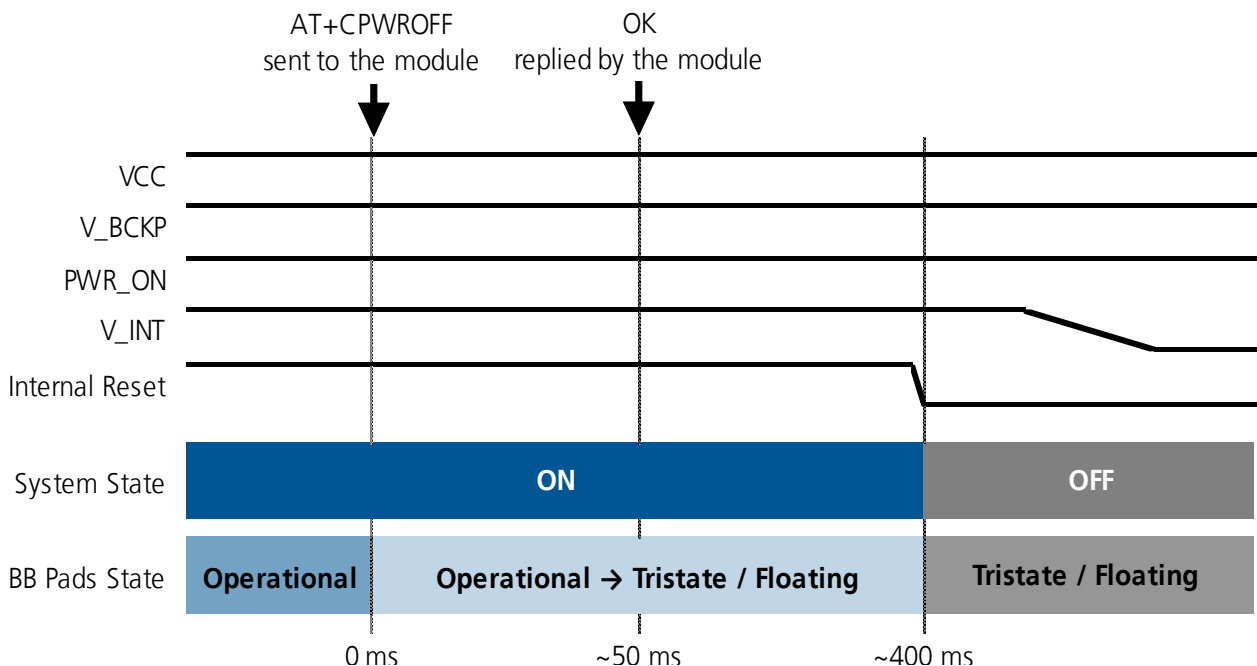 AT+CPWROFF
sent to the module
OK
replied by the module
VCC
V_BCKP
PWR_ON
V_INT
Internal Reset
System State
ON
OFF
BB Pads State
Operational
Operational → Tristate / Floating
Tristate / Floating
0 ms
~50 ms
~400 ms